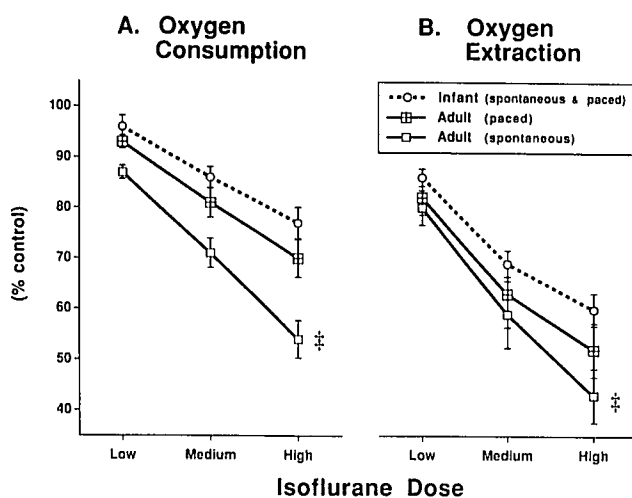 A. Oxygen
Consumption
B. Oxygen
Extraction
Infant (spontaneous & paced)
Adult (paced)
Adult (spontaneous)
100
90
80
70
60
50
40
(% control)
‡
‡
Low
Medium
High
Low
Medium
High
Isoflurane Dose